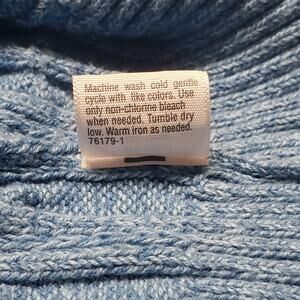 Machine wash cold gentle
cycle with like colors. Use
only non-chlorine bleach
when needed. Tumble dry
low. Warm iron as needed.
76179-1